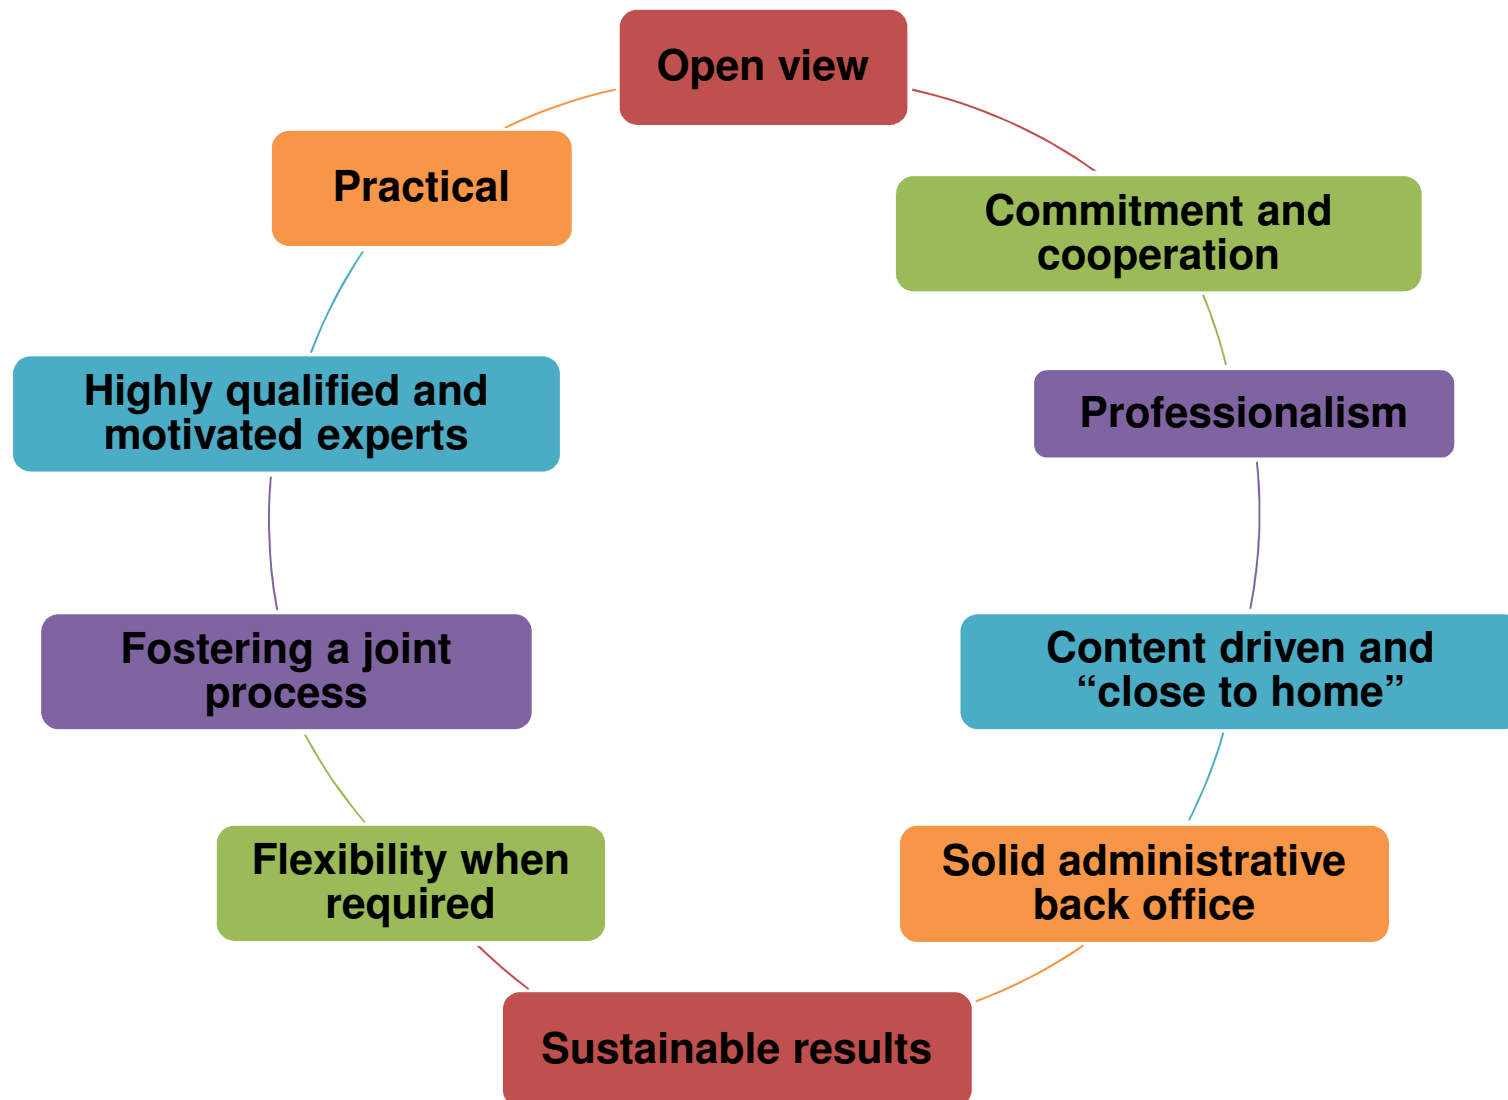 Open view
Practical
Commitment and
cooperation
Highly qualified and
motivated experts
Professionalism
Fostering a joint
process
Content driven and
“close to home”
Flexibility when
required
Solid administrative
back office
Sustainable results